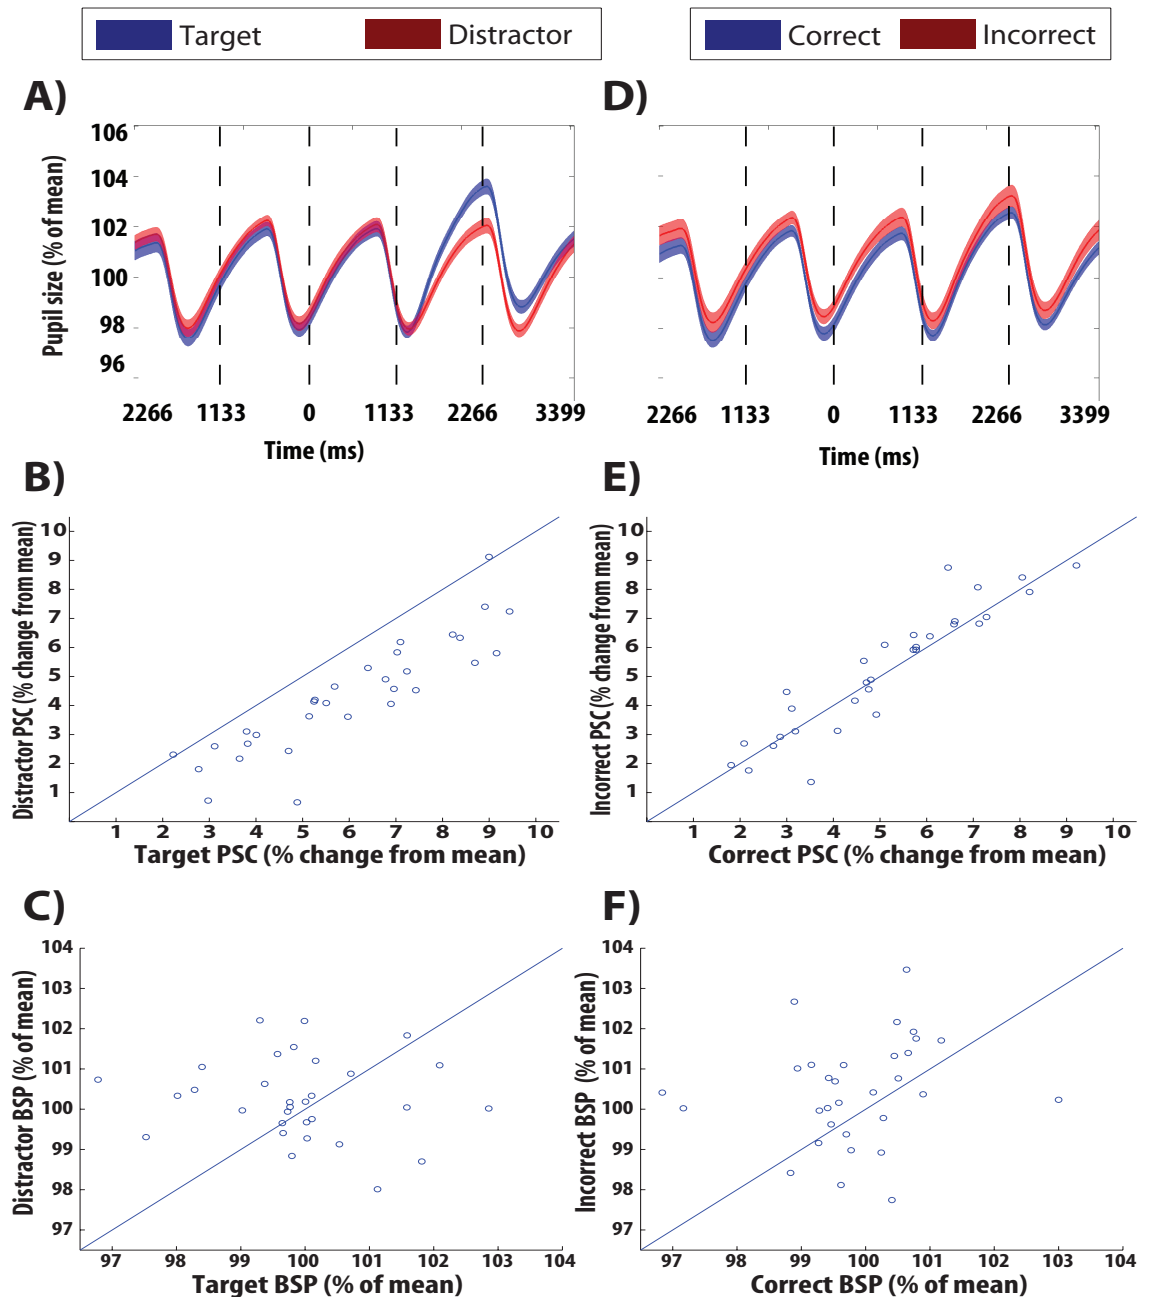 Target Distractor
Correct Incorrect
A)
106
104
102
100
98
96
Pupil size (% of mean)
2266 1133 0 1133 2266 3399
Time (ms)
D)
2266 1133 0 1133 2266 3399
Time (ms)
B)
10
9
8
7
6
5
4
3
2
1
Distractor PSC (% change from mean)
1 2 3 4 5 6 7 8 9 10
Target PSC (% change from mean)
E)
10
9
8
7
6
5
4
3
2
1
Incorrect PSC (% change from mean)
1 2 3 4 5 6 7 8 9 10
Correct PSC (% change from mean)
C)
104
103
102
101
100
99
98
97
Distractor BSP (% of mean)
97 98 99 100 101 102 103 104
Target BSP (% of mean)
F)
104
103
102
101
100
99
98
97
Incorrect BSP (% of mean)
97 98 99 100 101 102 103 104
Correct BSP (% of mean)